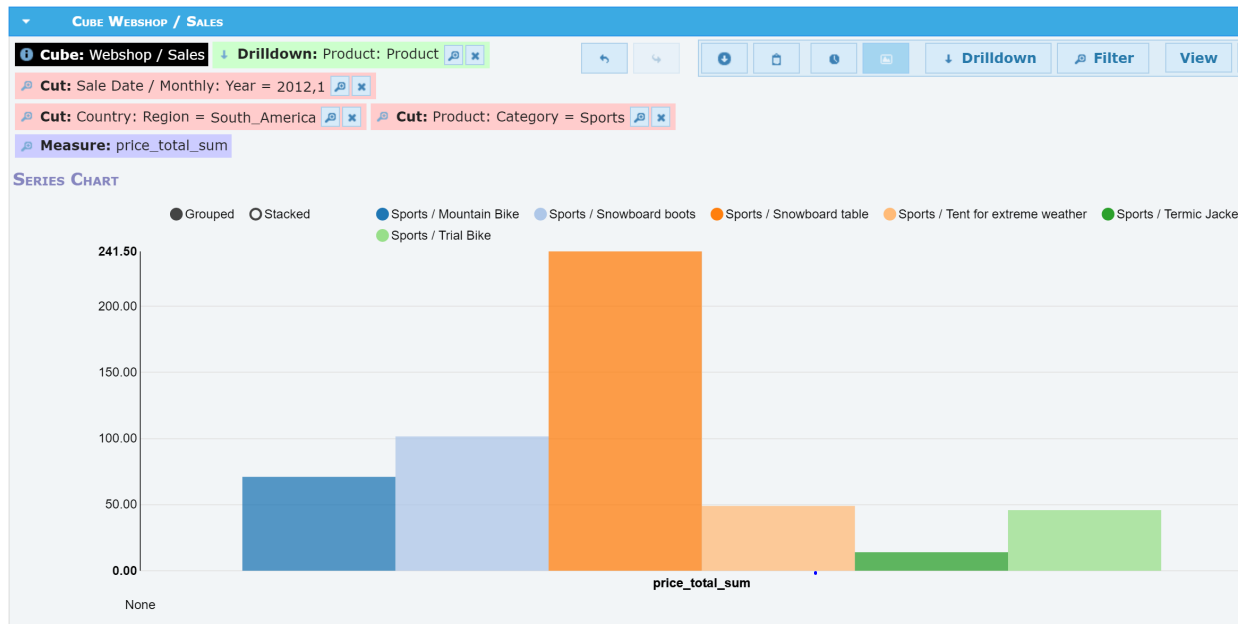 CUBE WEBSHOP / SALES
Cube: Webshop / Sales Drilldown: Product: Product Drilldown Filter View
Cut: Sale Date / Monthly: Year = 2012,1
Cut: Country: Region = South_America Cut: Product: Category = Sports
Measure: price_total_sum
SERIES CHART
Grouped Stacked Sports / Mountain Bike Sports / Snowboard boots Sports / Snowboard table Sports / Tent for extreme weather Sports / Termic Jacke
Sports / Trial Bike
241.50
200.00
150.00
100.00
50.00
0.00
price_total_sum
None